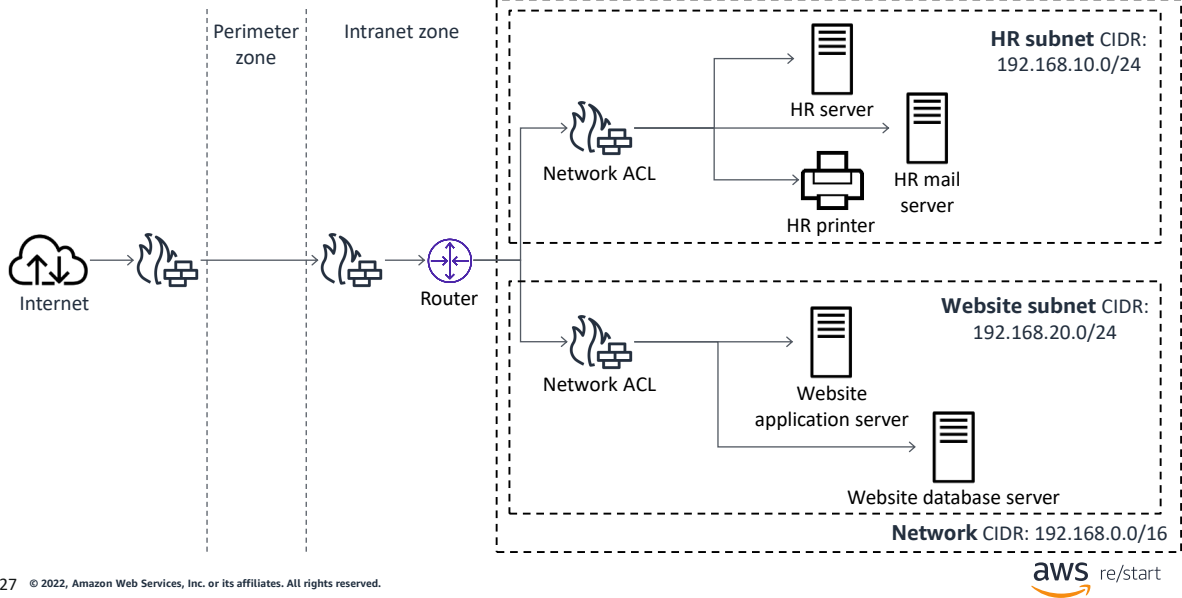 Perimeter
zone
Intranet zone
HR subnet CIDR:
192.168.10.0/24
HR server
Network ACL
HR mail
server
HR printer
Internet
Router
Website subnet CIDR:
192.168.20.0/24
Network ACL
Website
application server
Website database server
Network CIDR: 192.168.0.0/16
27 © 2022, Amazon Web Services, Inc. or its affiliates. All rights reserved.
aws re/start